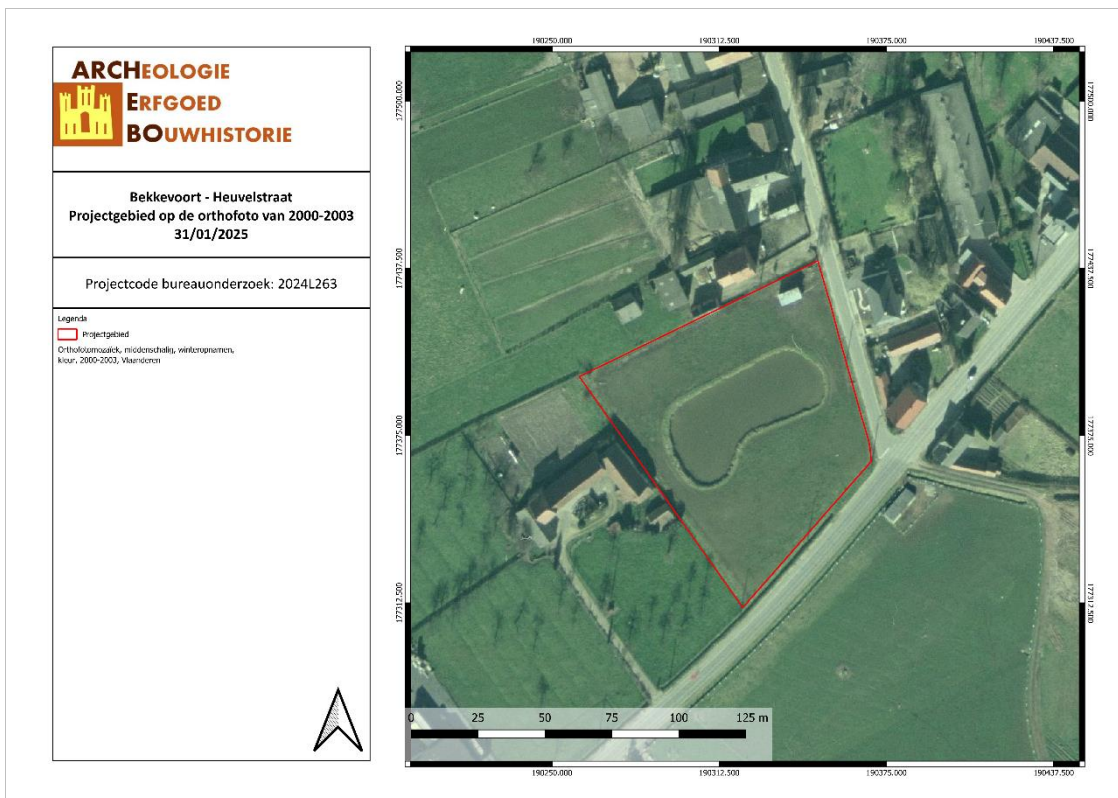 ARCHEOLOGIE
ERFGOED
BOUWHISTORIE
Bekkevoort - Heuvelstraat
Projectgebied op de orthofoto van 2000-2003
31/01/2025
Projectcode bureauonderzoek: 2024L263
Legenda
Projectgebied
Orthofotomozaïek, middenschalig, winteropnamen,
kleur, 2000-2003, Vlaanderen
190250.000 190312.500 190375.000 190437.500
177500.000 177500.000
177437.500 177437.500
177375.000 177375.000
177312.500 177312.500
0 25 50 75 100 125 m
190250.000 190312.500 190375.000 190437.500